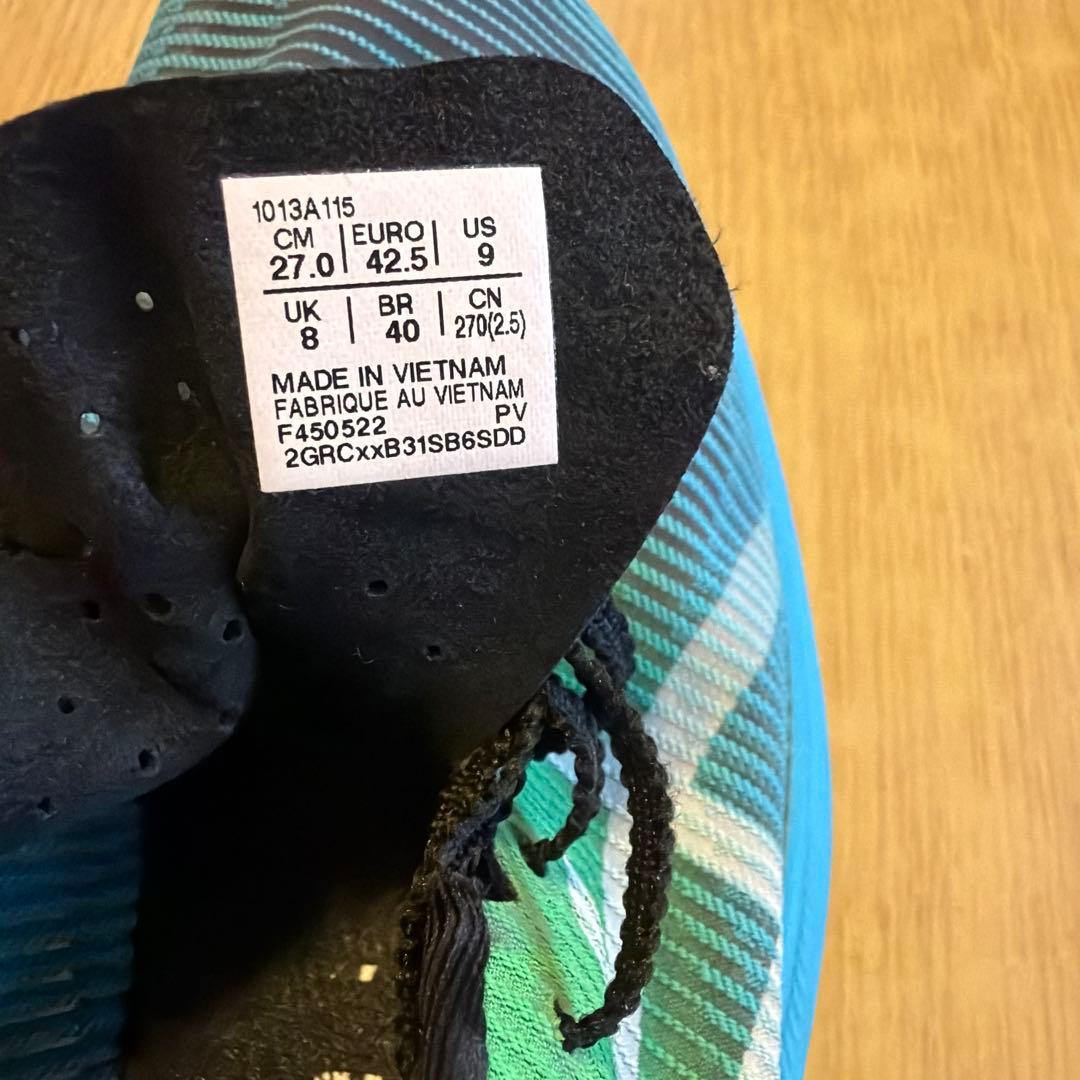 1013A115
CM | EURO | US
27.0 | 42.5 | 9
UK | BR | CN
8 | 40 | 270(2.5)
MADE IN VIETNAM
FABRIQUE AU VIETNAM
F450522 PV
2GRCxxB31SB6SDD